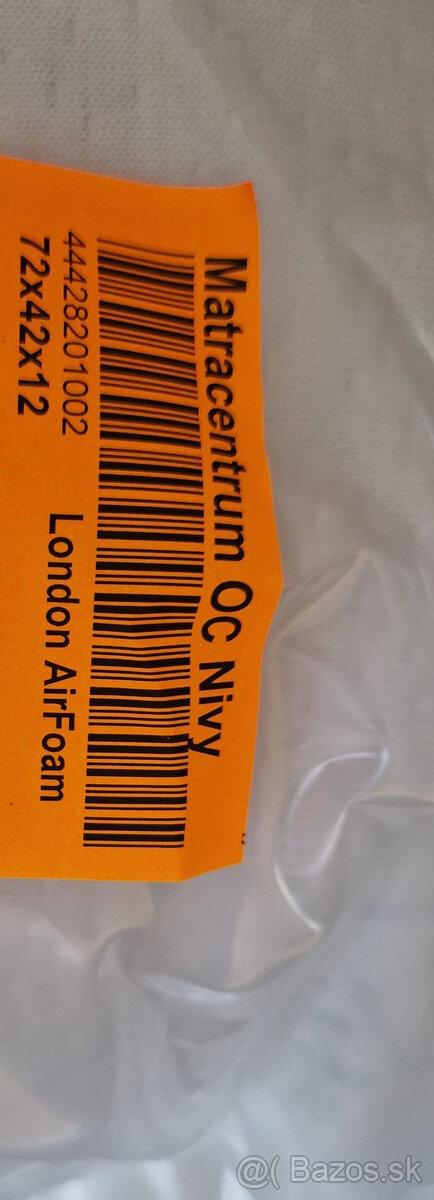 Matracentrum OC Nivy
44428201002
72x42x12 London AirFoam
@( Bazos.sk